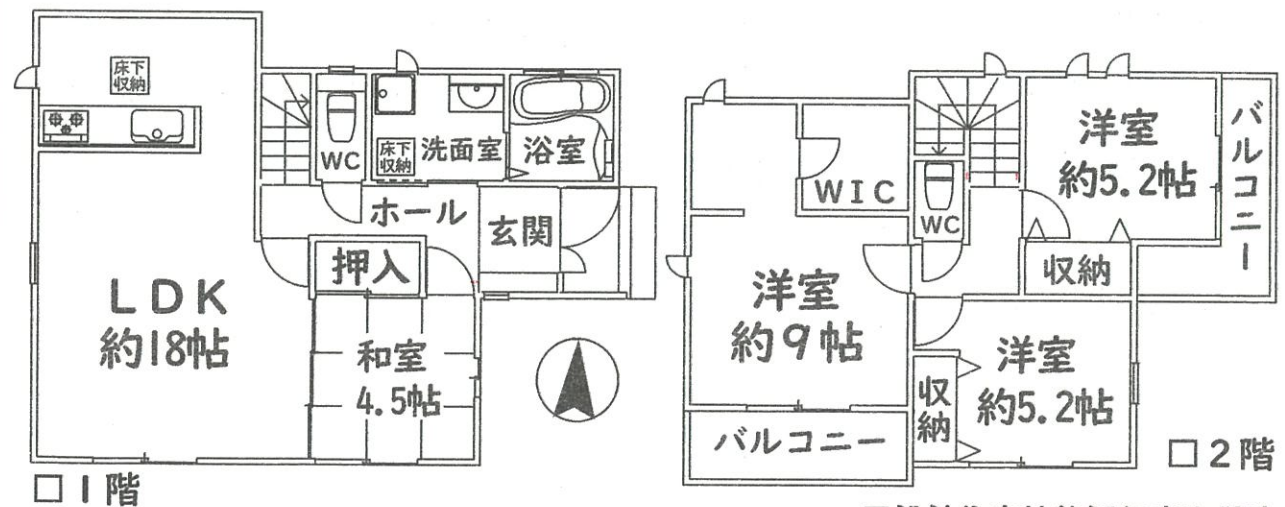 床下
収納
WC
床下
収納
洗面室
浴室
ホール
玄関
押入
LDK
約18帖
和室
4.5帖
□1階
WIC
WC
洋室
約5.2帖
バルコニー
収納
洋室
約9帖
洋室
約5.2帖
収納
バルコニー
□2階